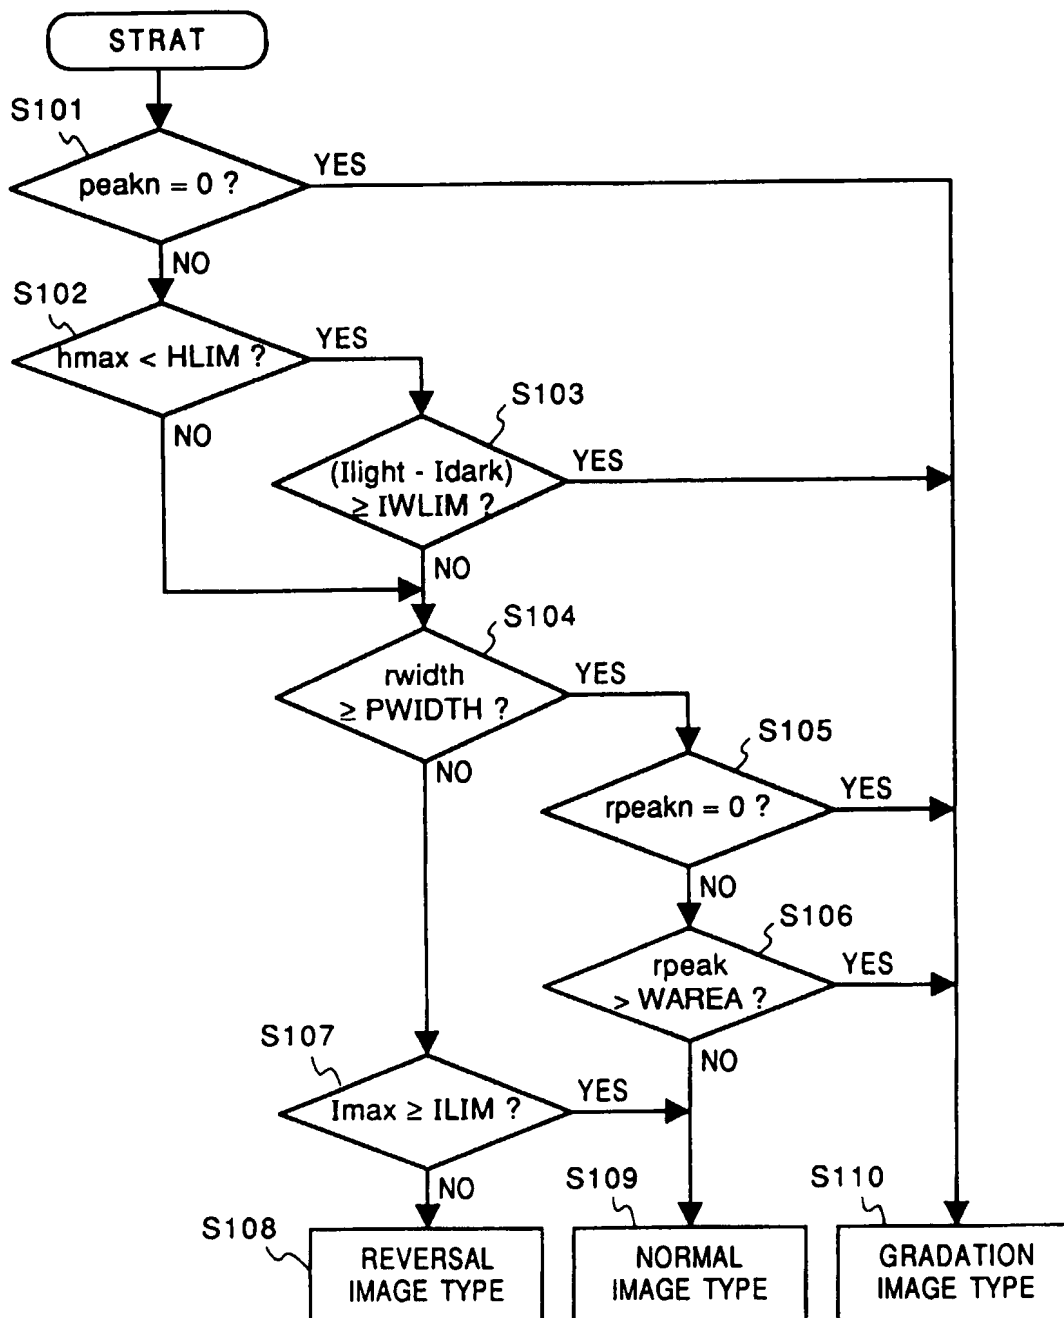 STRAT
S101
peakn = 0 ?
YES
NO
S102
hmax < HLIM ?
YES
NO
S103
(Ilight - Idark)
≥ IWLIM ?
YES
NO
S104
rwidth
≥ PWIDTH ?
YES
NO
S105
rpeakn = 0 ?
YES
NO
S106
rpeak
> WAREA ?
YES
NO
S107
Imax ≥ ILIM ?
YES
NO
S108
REVERSAL
IMAGE TYPE
S109
NORMAL
IMAGE TYPE
S110
GRADATION
IMAGE TYPE